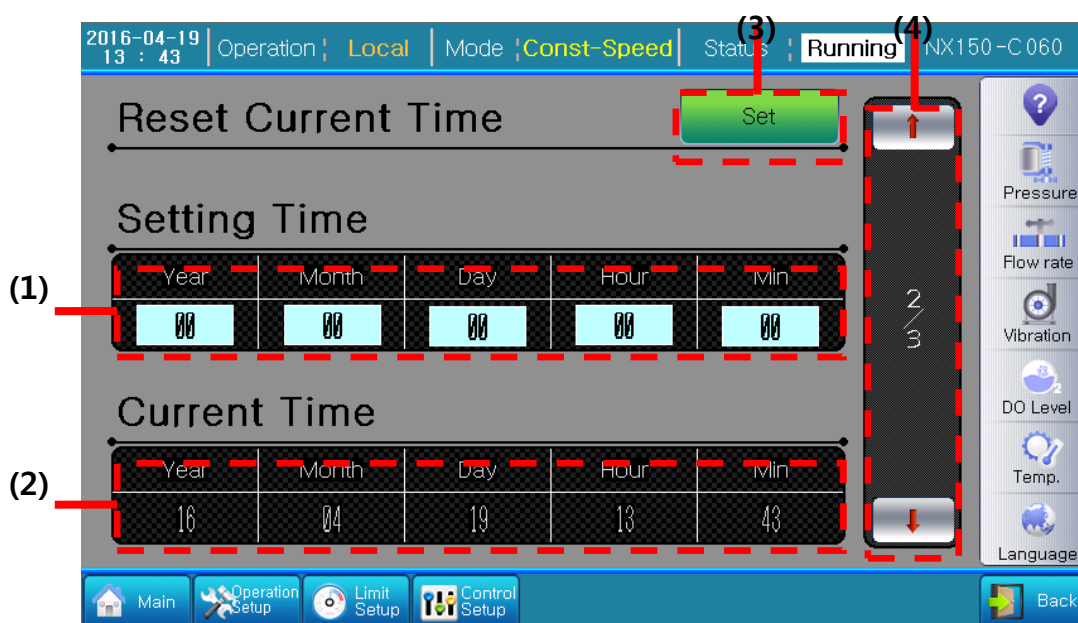 (3) (4)
2016-04-19
13 : 43
Operation ¦ Local Mode ¦ Const-Speed Status ¦ Running NX150-C060
Reset Current Time Set
?
Pressure
Setting Time
Flow rate
(1)
Year Month Day Hour Min
00 00 00 00 00
2/3
Vibration
Current Time
DO Level
(2)
Year Month Day Hour Min
16 04 19 13 43
Temp.
Language
Main
Operation
Setup
Limit
Setup
Control
Setup
Back